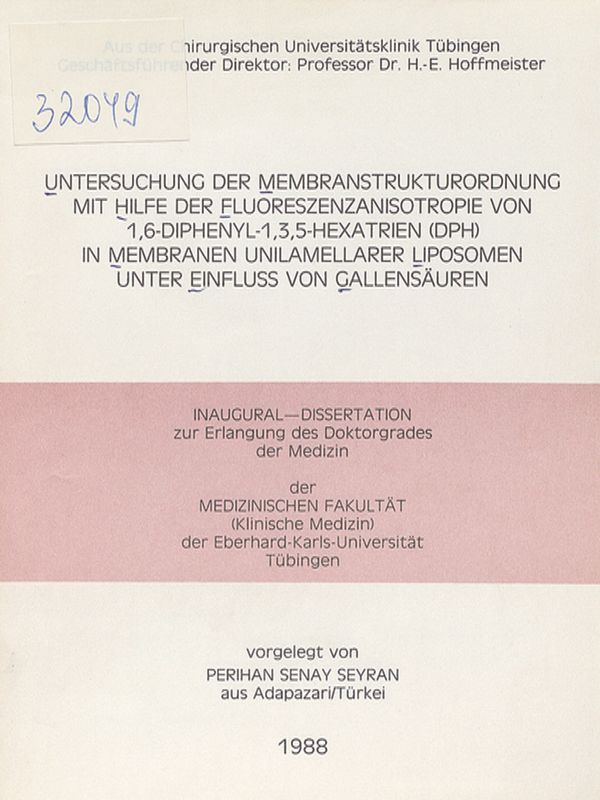 Aus der Chirurgischen Universitätsklinik Tübingen
Geschäftsführender Direktor: Professor Dr. H.-E. Hoffmeister
32049
UNTERSUCHUNG DER MEMBRANSTRUKTURORDNUNG
MIT HILFE DER FLUORESZENZANISOTROPIE VON
1,6-DIPHENYL-1,3,5-HEXATRIEN (DPH)
IN MEMBRANEN UNILAMELLARER LIPOSOMEN
UNTER EINFLUSS VON GALLENSÄUREN
INAUGURAL—DISSERTATION
zur Erlangung des Doktorgrades
der Medizin
der
MEDIZINISCHEN FAKULTÄT
(Klinische Medizin)
der Eberhard-Karls-Universität
Tübingen
vorgelegt von
PERIHAN SENAY SEYRAN
aus Adapazari/Türkei
1988